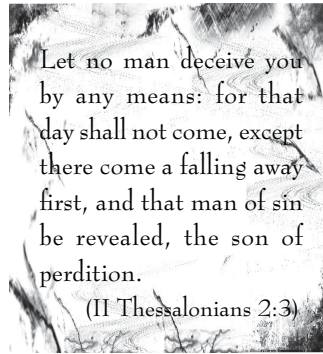 Let no man deceive you
by any means: for that
day shall not come, except
there come a falling away
first, and that man of sin
be revealed, the son of
perdition.
(II Thessalonians 2:3)